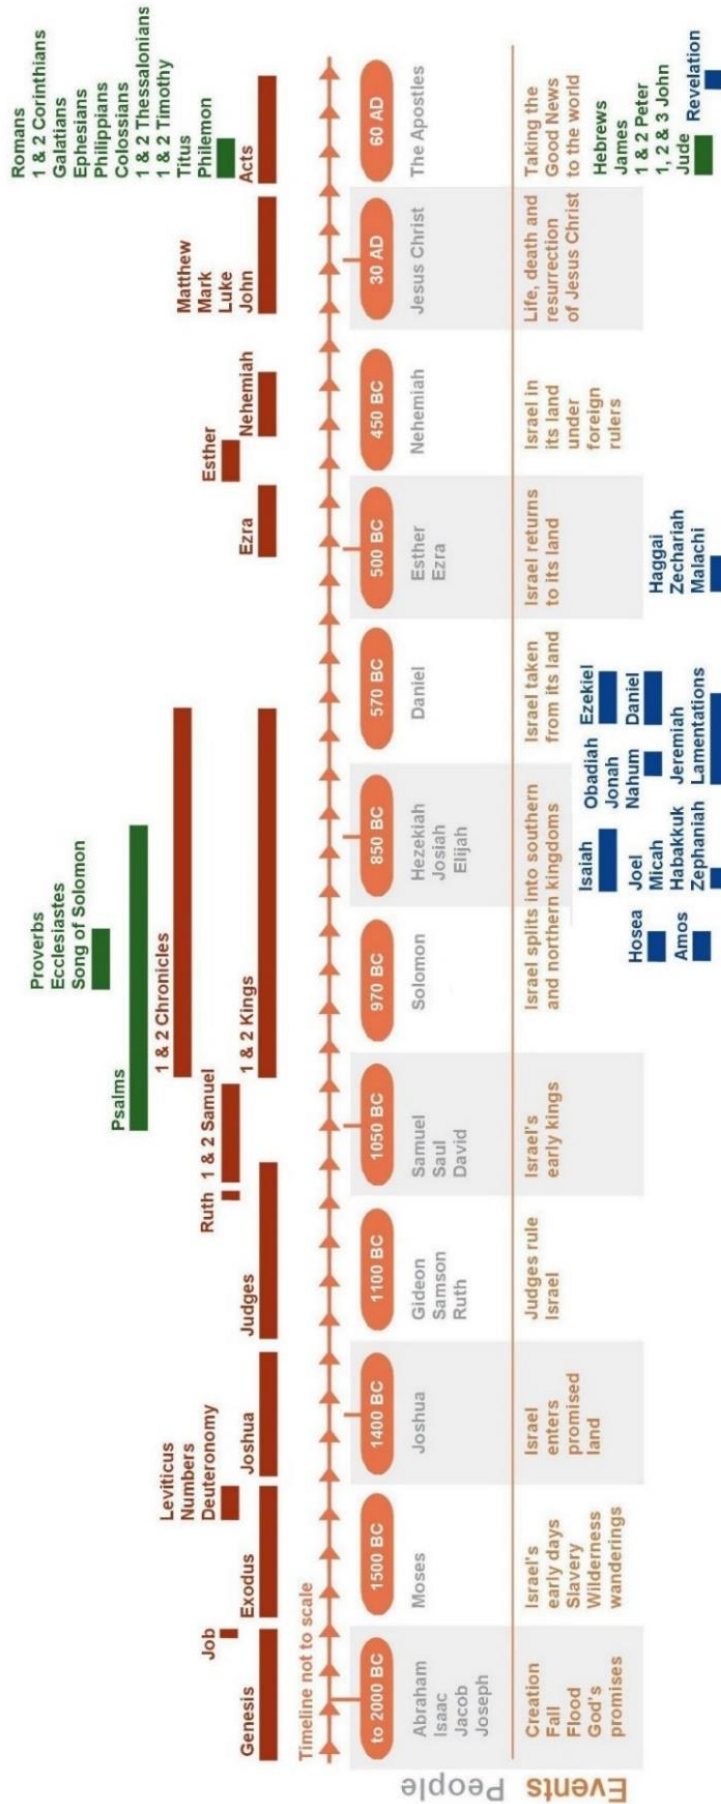 Romans
1 & 2 Corinthians
Galatians
Ephesians
Philippians
Colossians
1 & 2 Thessalonians
1 & 2 Timothy
Titus
Philemon
Proverbs
Ecclesiastes
Song of Solomon
Psalms
Leviticus
Numbers
Deuteronomy
1 & 2 Chronicles
Matthew
Mark
Luke
John
Job
Ruth
1 & 2 Samuel
Esther
Genesis
Exodus
Joshua
Judges
1 & 2 Kings
Ezra
Nehemiah
Acts
Timeline not to scale
to 2000 BC
1500 BC
1400 BC
1100 BC
1050 BC
970 BC
850 BC
570 BC
500 BC
450 BC
30 AD
60 AD
People
Abraham
Isaac
Jacob
Joseph
Moses
Joshua
Gideon
Samson
Ruth
Samuel
Saul
David
Solomon
Hezekiah
Josiah
Elijah
Daniel
Esther
Ezra
Nehemiah
Jesus Christ
The Apostles
Events
Creation
Fall
Flood
God's
promises
Israel's
early days
Slavery
Wilderness
wanderings
Israel
enters
promised
land
Judges rule
Israel
Israel's
early kings
Israel splits into southern
and northern kingdoms
Israel taken
from its land
Israel returns
to its land
Israel in
its land
under
foreign
rulers
Life, death and
resurrection
of Jesus Christ
Taking the
Good News
to the world
Hosea
Amos
Isaiah
Joel
Micah
Habakkuk
Zephaniah
Obadiah
Jonah
Nahum
Jeremiah
Lamentations
Ezekiel
Daniel
Haggai
Zechariah
Malachi
Hebrews
James
1 & 2 Peter
1, 2 & 3 John
Jude
Revelation